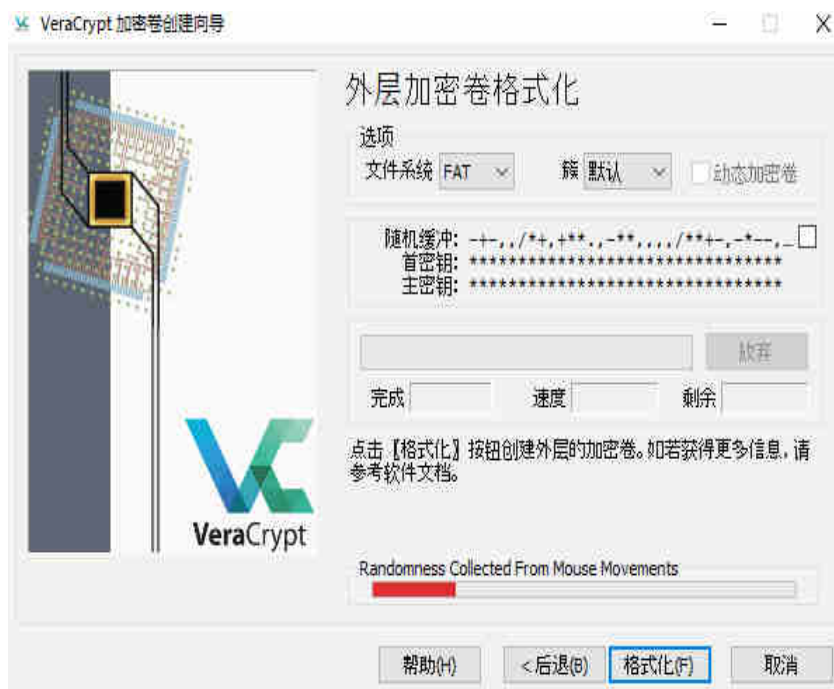 VeraCrypt 加密卷创建向导
外层加密卷格式化
选项
文件系统 FAT 簇 默认 动态加密卷
随机缓冲: -+-,,/*+,+**.,-**,,,,/**+-,-*--,_
首密钥: ********************************
主密钥: ********************************
放弃
完成 速度 剩余
点击【格式化】按钮创建外层的加密卷。如若获得更多信息,请
参考软件文档。
VeraCrypt
Randomness Collected From Mouse Movements
帮助(H) <后退(B) 格式化(F) 取消